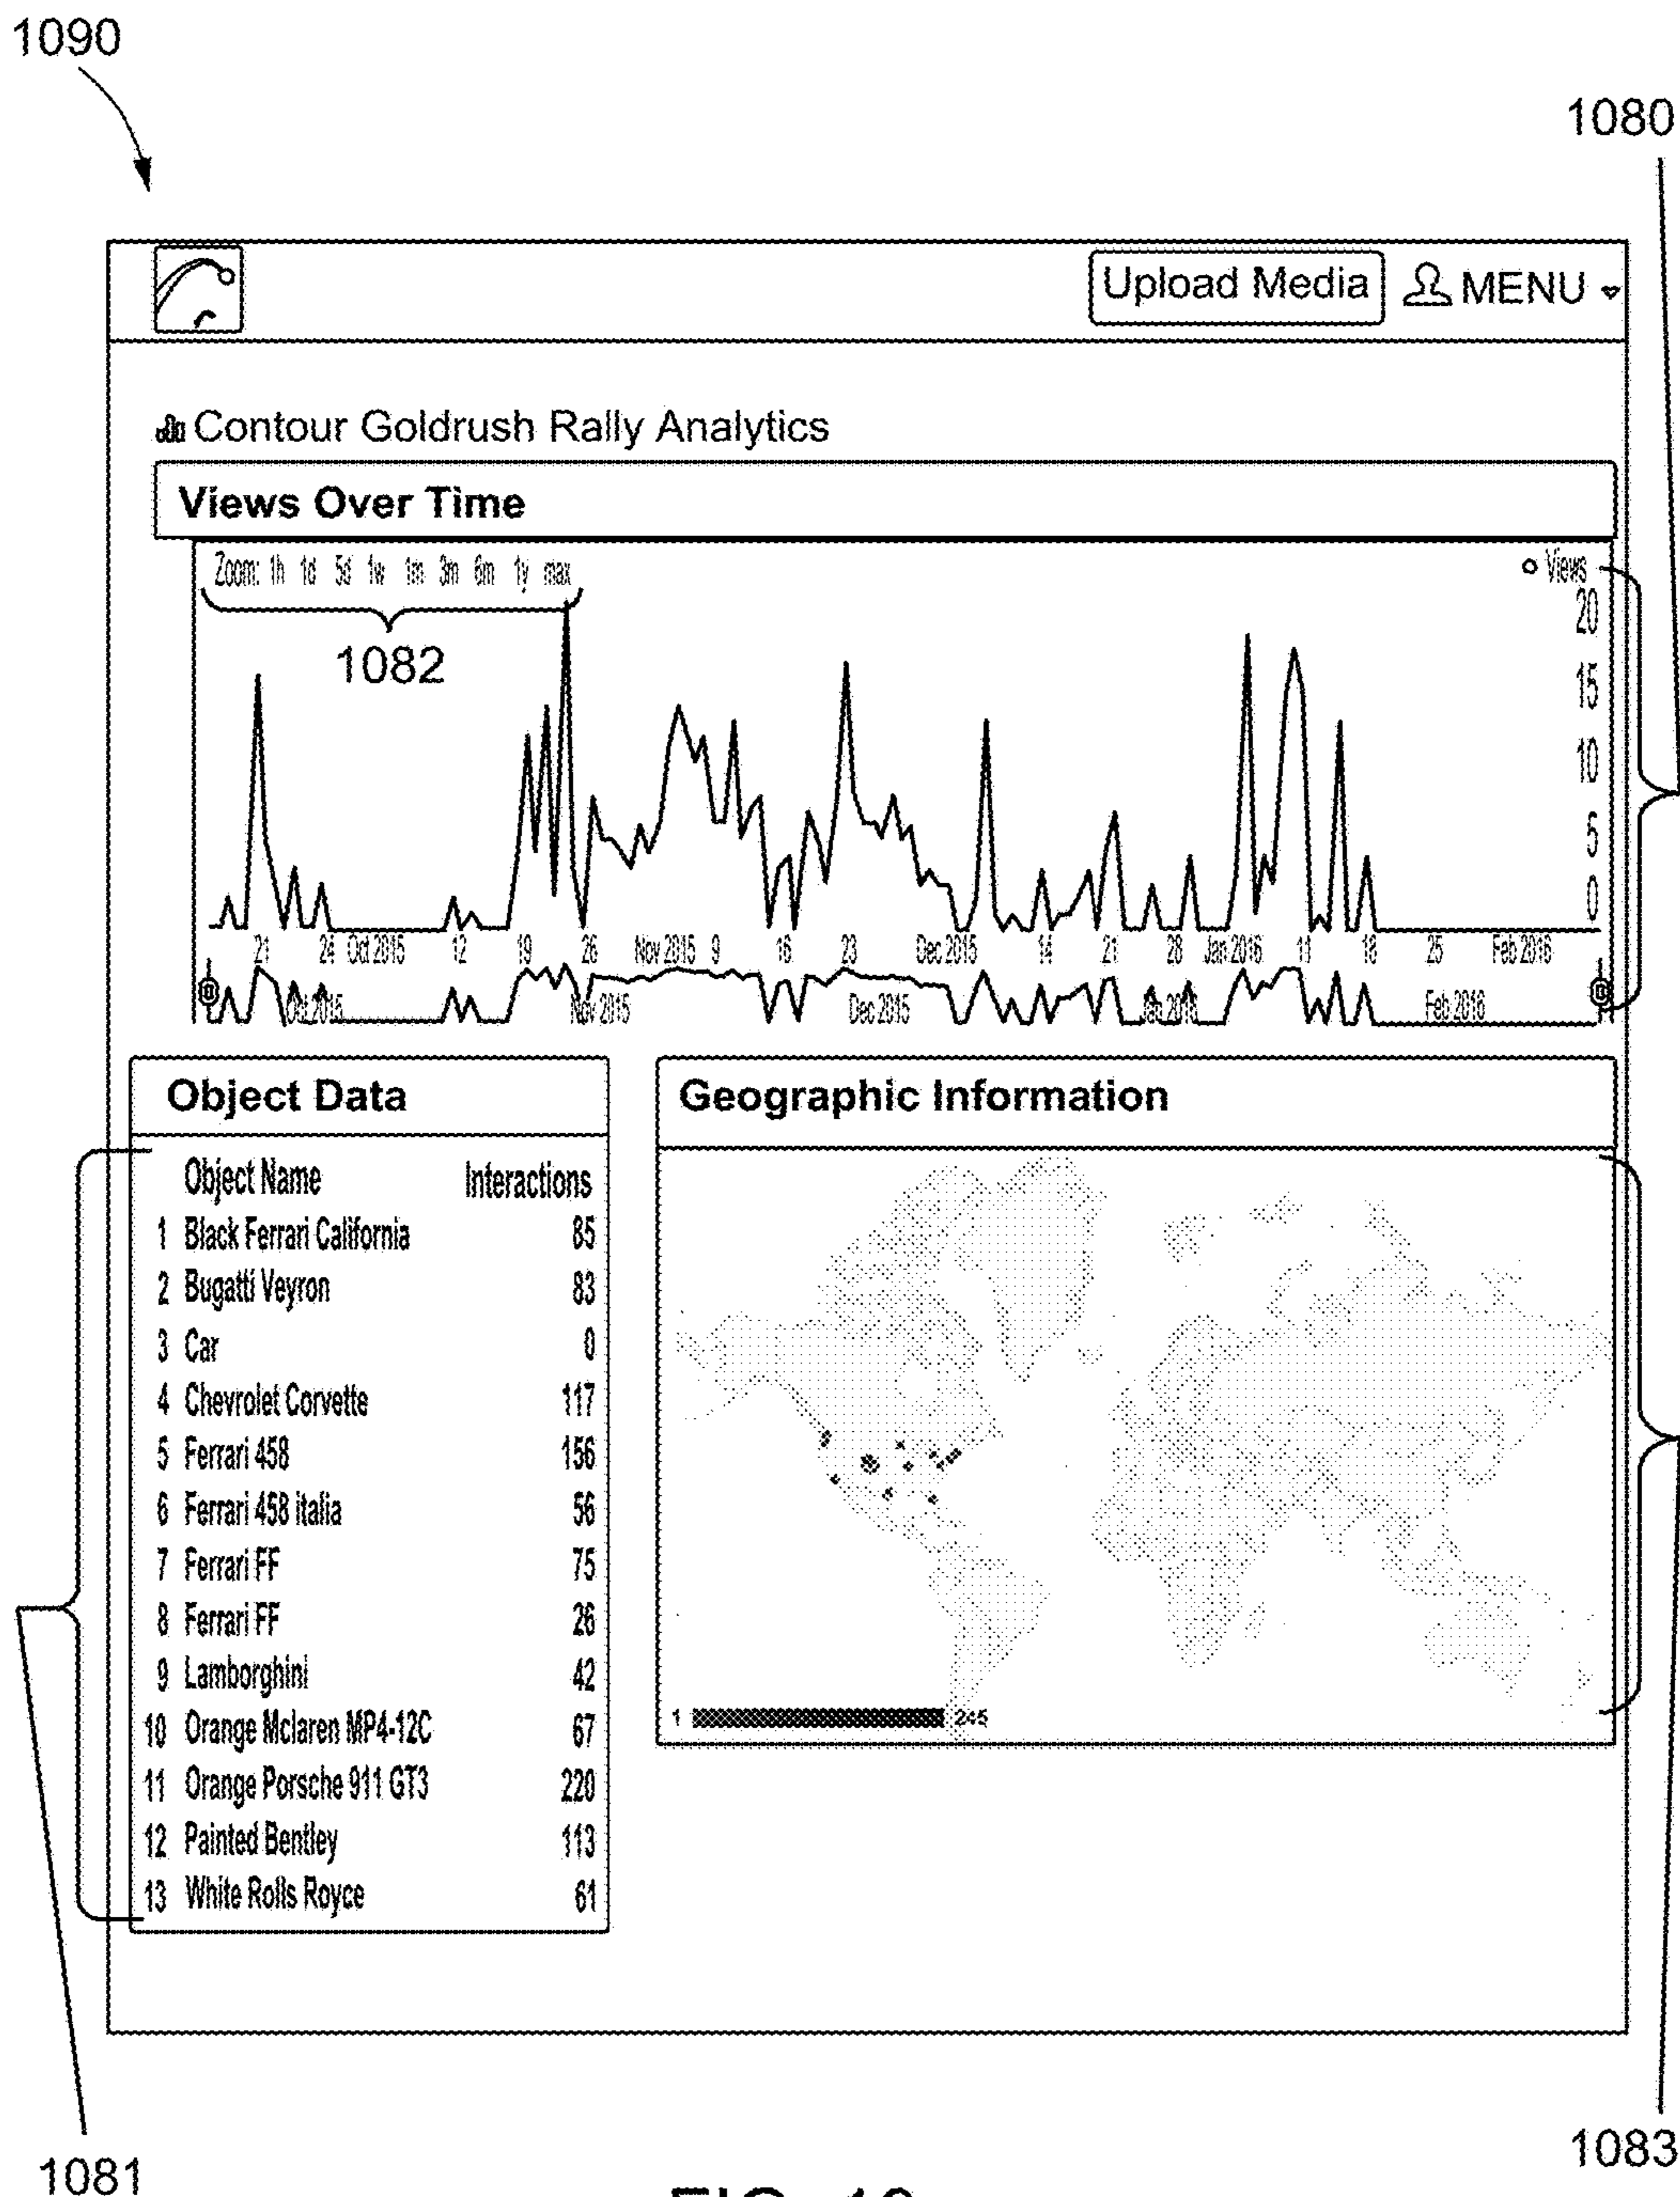 1090
1080
Upload Media
MENU
Contour Goldrush Rally Analytics
Views Over Time
Zoom: 1h 1d 5d 1w 1m 3m 6m 1y max
Views
1082
20
15
10
5
0
21 24 Oct 2015 12 19 26 Nov 2015 9 16 23 Dec 2015 14 21 28 Jan 2016 11 18 25 Feb 2016
Oct 2015 Nov 2015 Dec 2015 Feb 2016
Object Data
Object Name Interactions
1 Black Ferrari California 85
2 Bugatti Veyron 83
3 Car 0
4 Chevrolet Corvette 117
5 Ferrari 458 156
6 Ferrari 458 italia 56
7 Ferrari FF 75
8 Ferrari FF 26
9 Lamborghini 42
10 Orange Mclaren MP4-12C 67
11 Orange Porsche 911 GT3 220
12 Painted Bentley 113
13 White Rolls Royce 61
Geographic Information
1 245
1081
1083